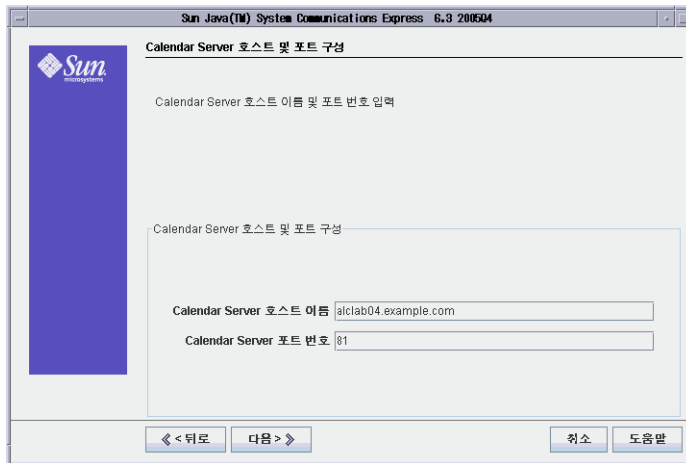 Sun Java(TM) System Communications Express 6.3 2005Q4
Sun
microsystems
Calendar Server 호스트 및 포트 구성
Calendar Server 호스트 이름 및 포트 번호 입력
Calendar Server 호스트 및 포트 구성
Calendar Server 호스트 이름 alclab04.example.com
Calendar Server 포트 번호 81
< 뒤로 다음 > 취소 도움말